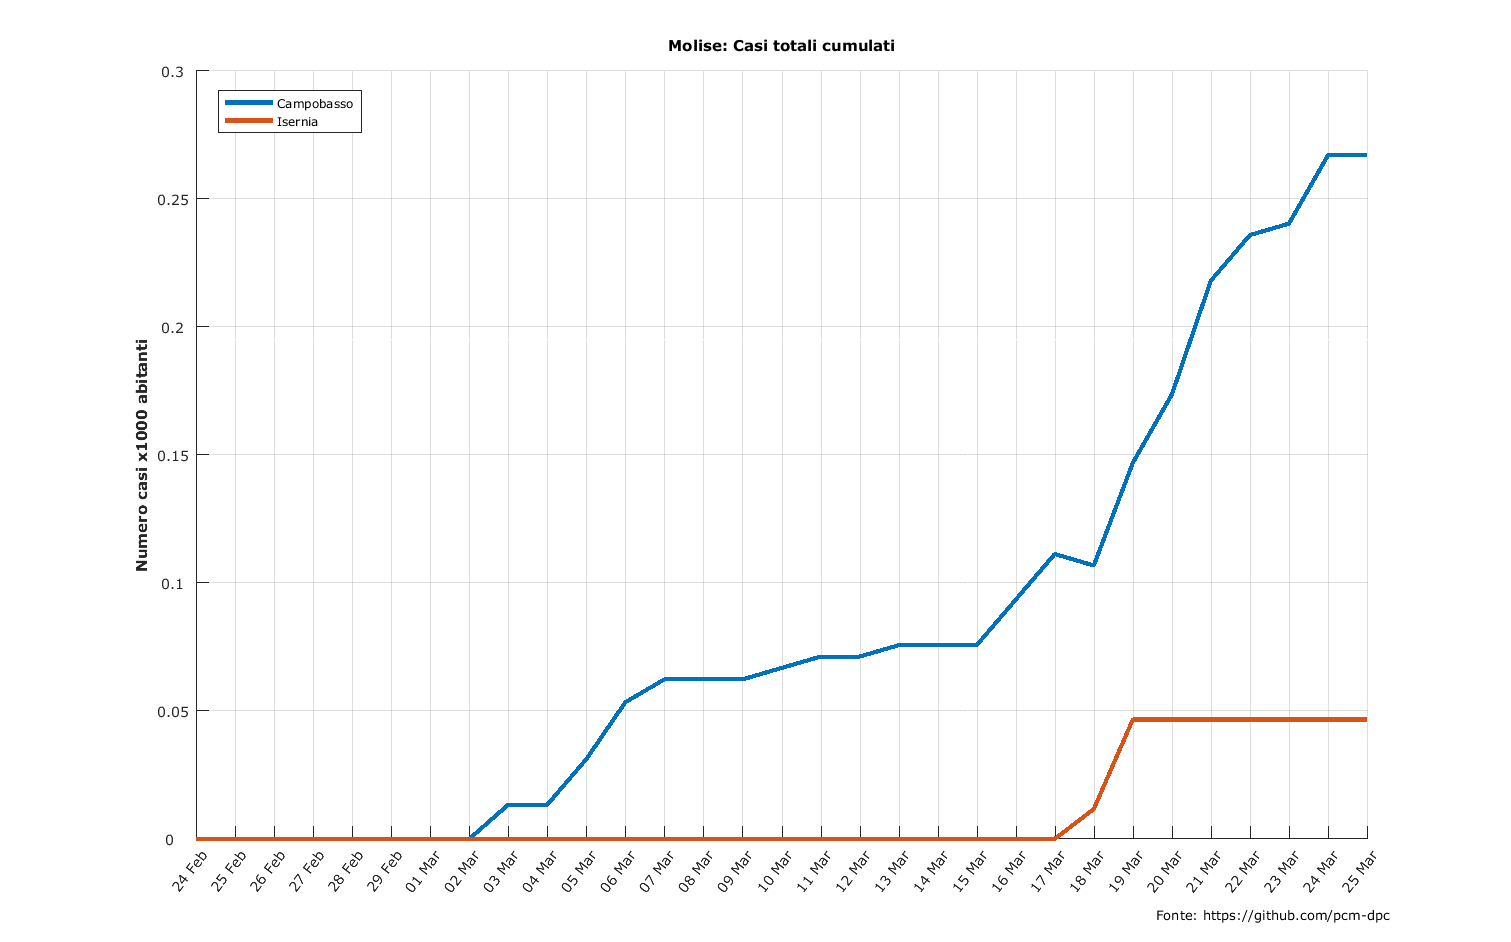 Molise: Casi totali cumulati
Campobasso
Isernia
Numero casi x1000 abitanti
0.3
0.25
0.2
0.15
0.1
0.05
0
24 Feb
25 Feb
26 Feb
27 Feb
28 Feb
29 Feb
01 Mar
02 Mar
03 Mar
04 Mar
05 Mar
06 Mar
07 Mar
08 Mar
09 Mar
10 Mar
11 Mar
12 Mar
13 Mar
14 Mar
15 Mar
16 Mar
17 Mar
18 Mar
19 Mar
20 Mar
21 Mar
22 Mar
23 Mar
24 Mar
25 Mar
Fonte: https://github.com/pcm-dpc